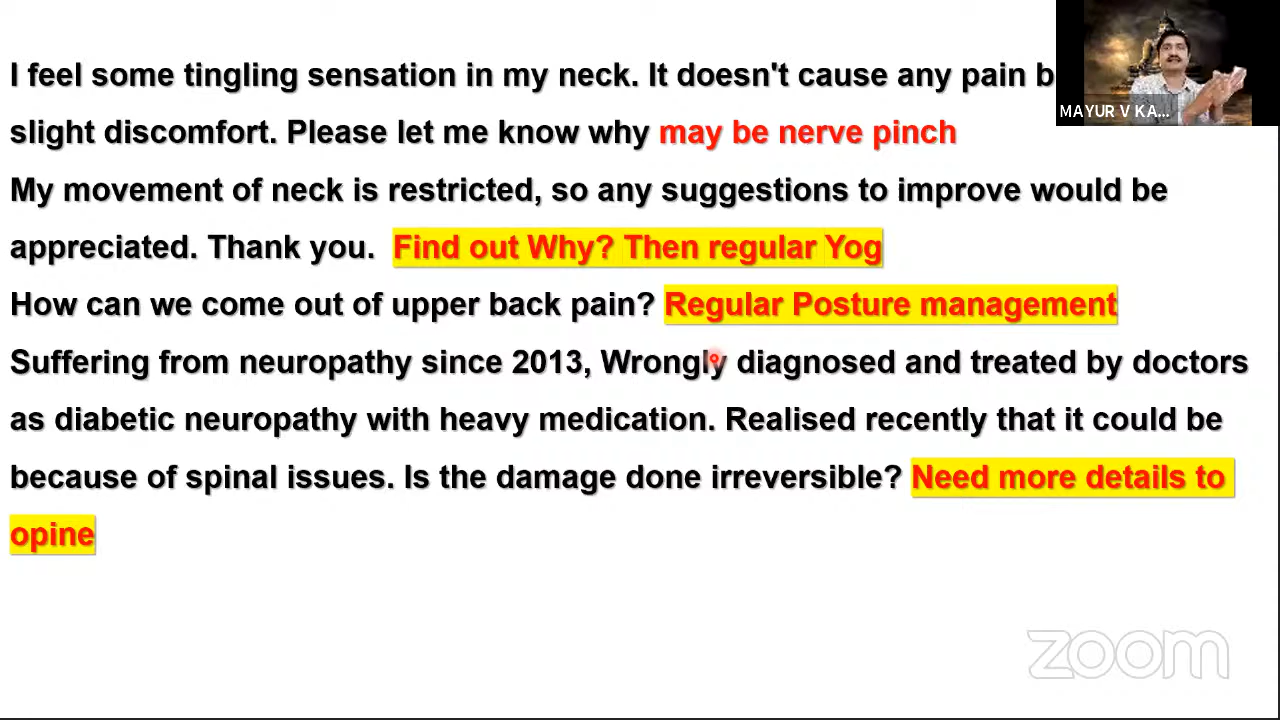 I feel some tingling sensation in my neck. It doesn't cause any pain b
slight discomfort. Please let me know why may be nerve pinch
My movement of neck is restricted, so any suggestions to improve would be
appreciated. Thank you. Find out Why? Then regular Yog
How can we come out of upper back pain? Regular Posture management
Suffering from neuropathy since 2013, Wrongly diagnosed and treated by doctors
as diabetic neuropathy with heavy medication. Realised recently that it could be
because of spinal issues. Is the damage done irreversible? Need more details to
opine
MAYUR V KA...
zoom